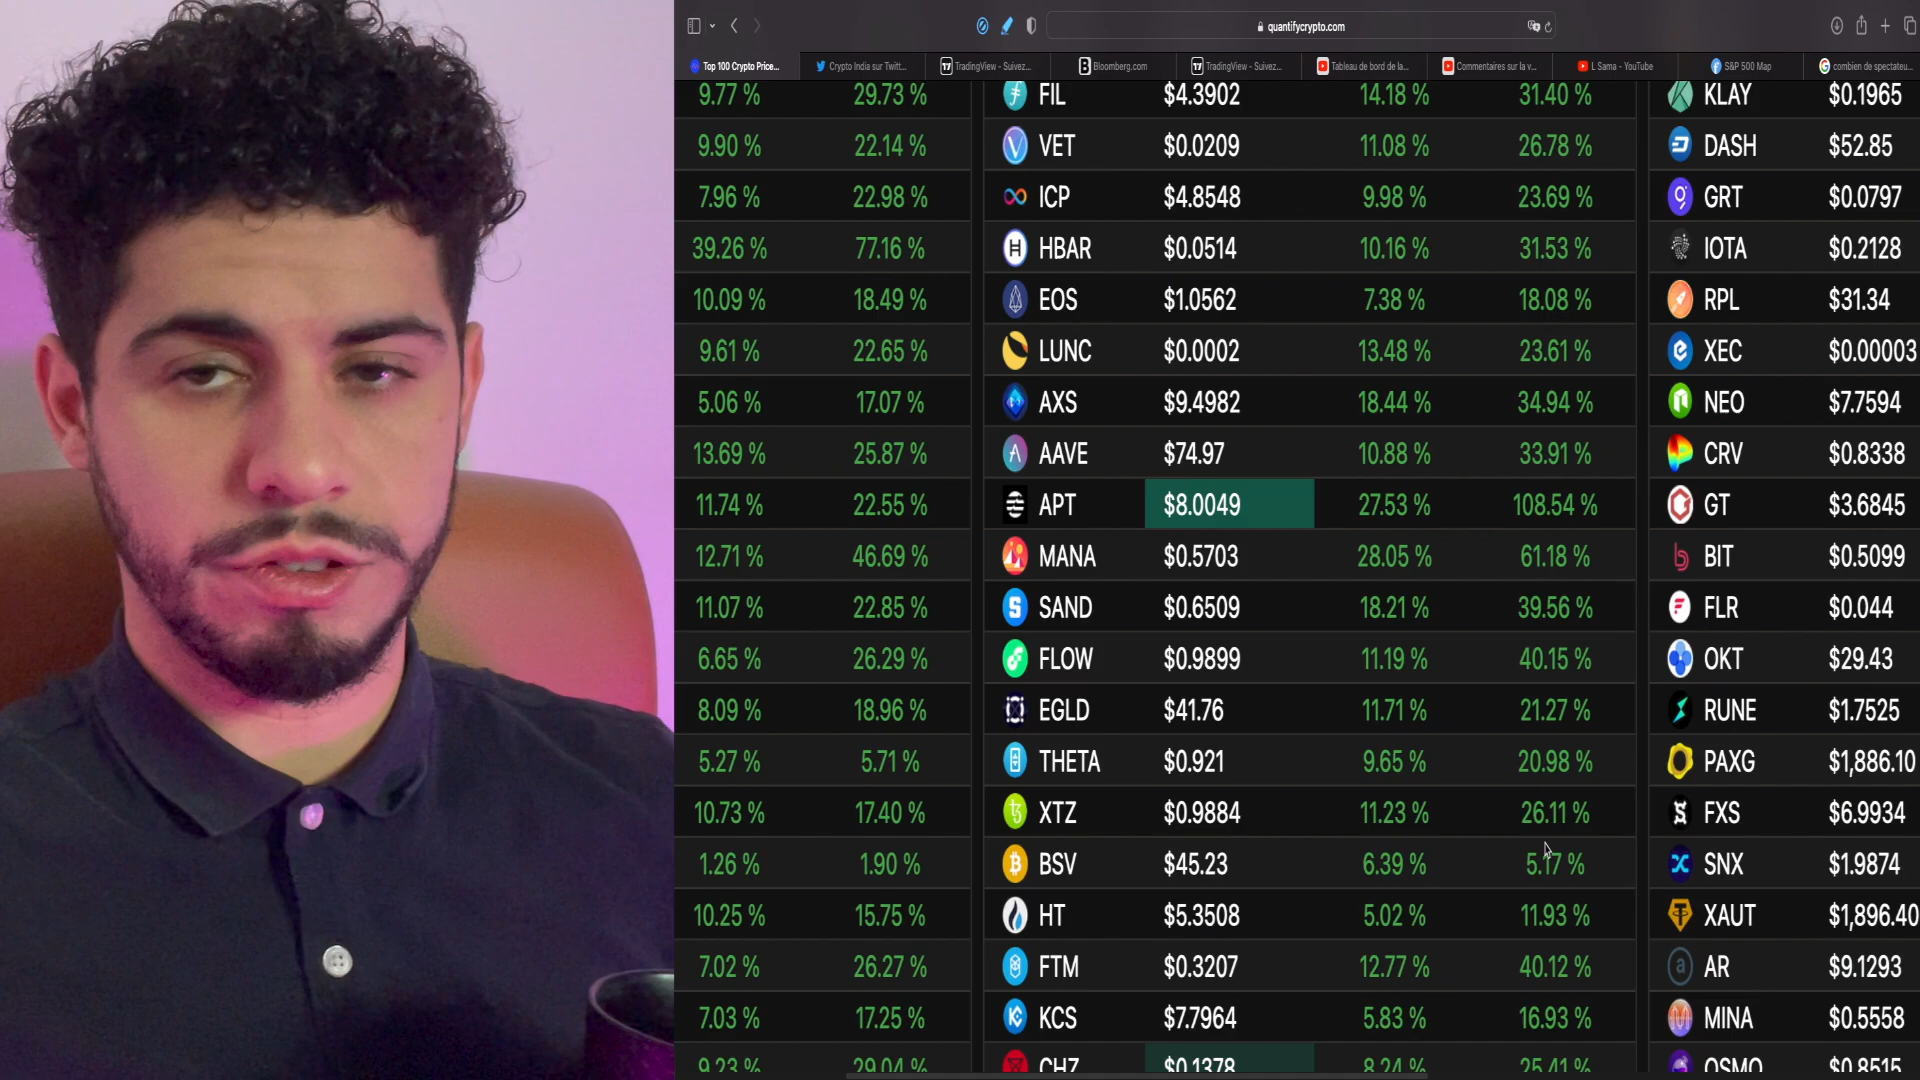 quantifycrypto.com
Top 100 Crypto Price...
Crypto India sur Twitt...
TradingView - Suivez...
Bloomberg.com
TradingView - Suivez...
Tableau de bord de la...
Commentaires sur la v...
L Sama - YouTube
S&P 500 Map
combien de spectateu...
9.77 % 29.73 % FIL $4.3902 14.18 % 31.40 % KLAY $0.1965
9.90 % 22.14 % VET $0.0209 11.08 % 26.78 % DASH $52.85
7.96 % 22.98 % ICP $4.8548 9.98 % 23.69 % GRT $0.0797
39.26 % 77.16 % HBAR $0.0514 10.16 % 31.53 % IOTA $0.2128
10.09 % 18.49 % EOS $1.0562 7.38 % 18.08 % RPL $31.34
9.61 % 22.65 % LUNC $0.0002 13.48 % 23.61 % XEC $0.00003
5.06 % 17.07 % AXS $9.4982 18.44 % 34.94 % NEO $7.7594
13.69 % 25.87 % AAVE $74.97 10.88 % 33.91 % CRV $0.8338
11.74 % 22.55 % APT $8.0049 27.53 % 108.54 % GT $3.6845
12.71 % 46.69 % MANA $0.5703 28.05 % 61.18 % BIT $0.5099
11.07 % 22.85 % SAND $0.6509 18.21 % 39.56 % FLR $0.044
6.65 % 26.29 % FLOW $0.9899 11.19 % 40.15 % OKT $29.43
8.09 % 18.96 % EGLD $41.76 11.71 % 21.27 % RUNE $1.7525
5.27 % 5.71 % THETA $0.921 9.65 % 20.98 % PAXG $1,886.10
10.73 % 17.40 % XTZ $0.9884 11.23 % 26.11 % FXS $6.9934
1.26 % 1.90 % BSV $45.23 6.39 % 5.17 % SNX $1.9874
10.25 % 15.75 % HT $5.3508 5.02 % 11.93 % XAUT $1,896.40
7.02 % 26.27 % FTM $0.3207 12.77 % 40.12 % AR $9.1293
7.03 % 17.25 % KCS $7.7964 5.83 % 16.93 % MINA $0.5558
9.23 % 29.04 % CHZ $0.1378 8.24 % 25.41 % OSMO $0.8515